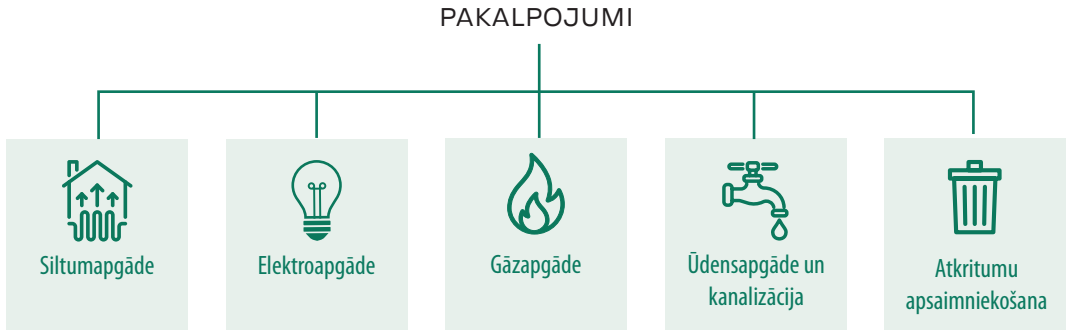 PAKALPOJUMI
Siltumapgāde
Elektroapgāde
Gāzapgāde
Ūdensapgāde un
kanalizācija
Atkritumu
apsaimniekošana